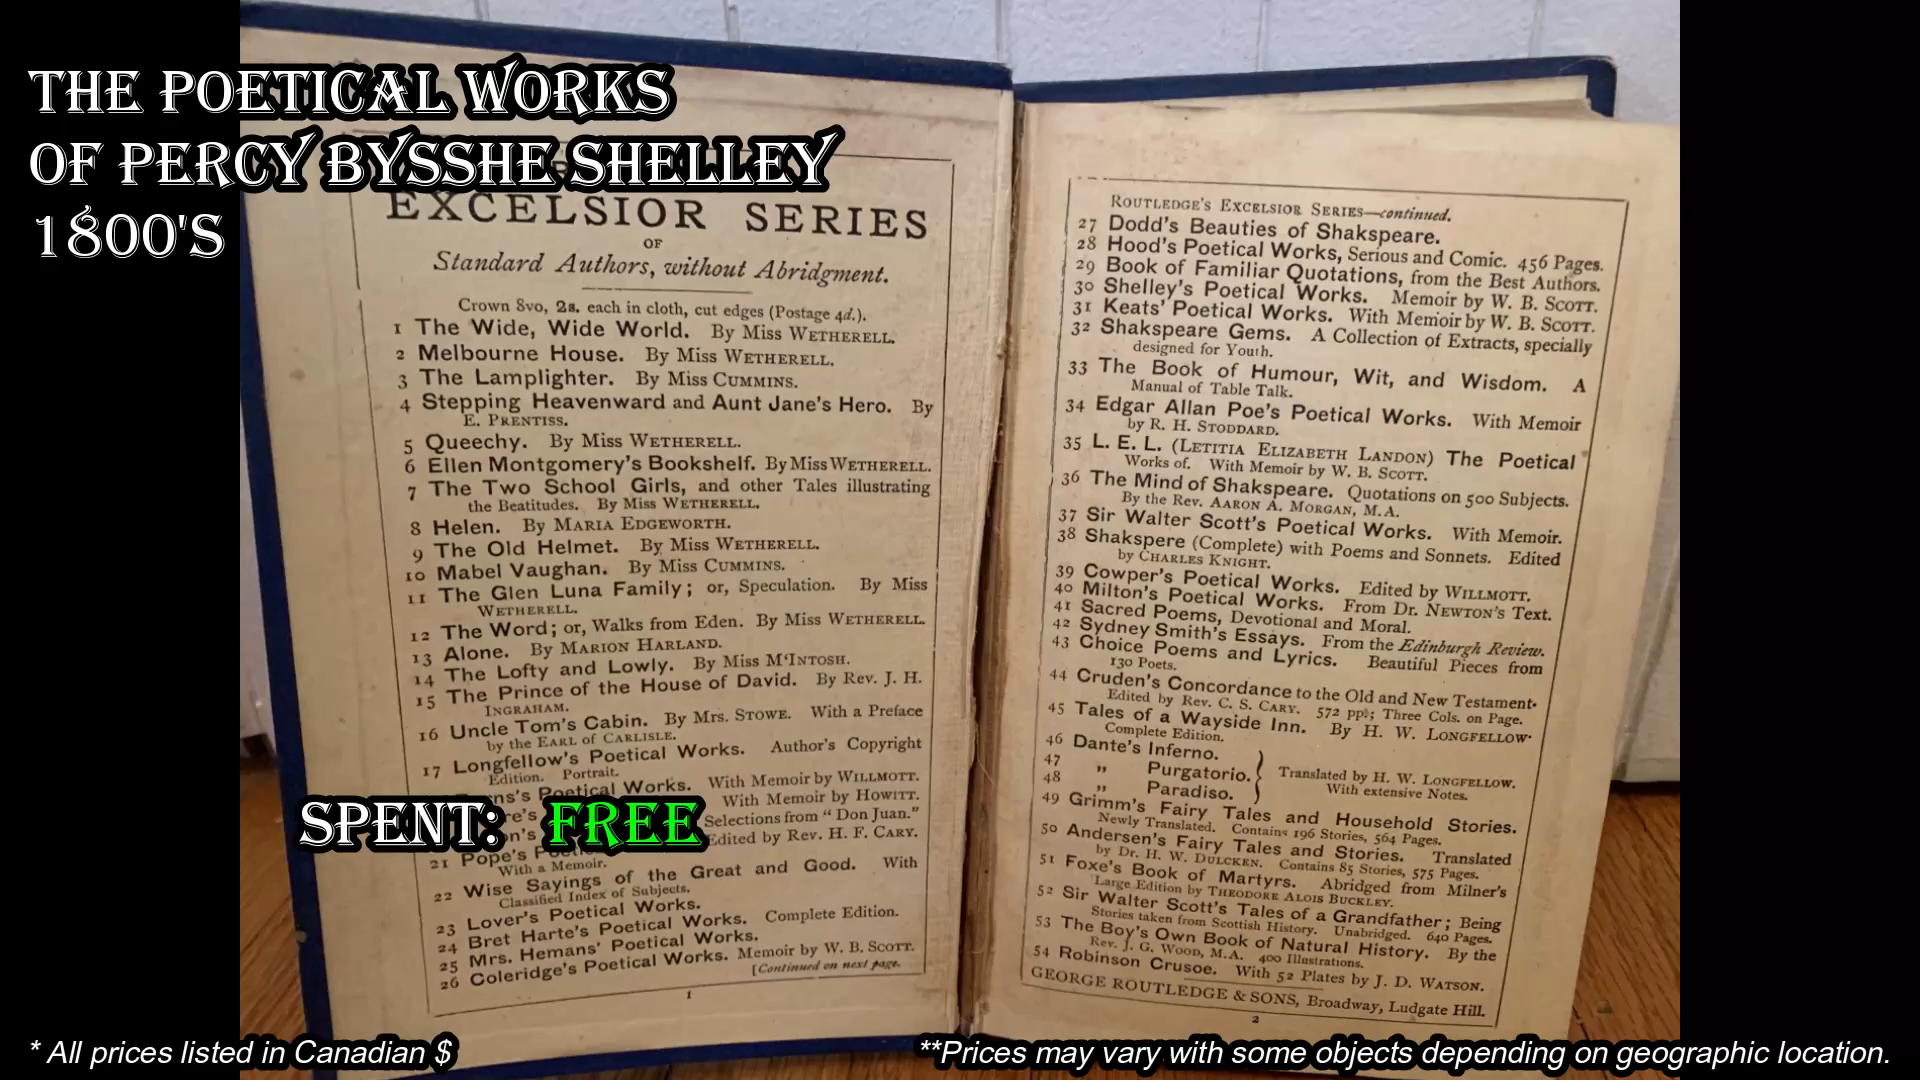 THE POETICAL WORKS
OF PERCY BYSSHE SHELLEY
1800'S
EXCELSIOR SERIES
OF
Standard Authors, without Abridgment.
Crown 8vo, 2s. each in cloth, cut edges (Postage 4d.).
1 The Wide, Wide World. By Miss WETHERELL.
2 Melbourne House. By Miss WETHERELL.
3 The Lamplighter. By Miss CUMMINS.
4 Stepping Heavenward and Aunt Jane's Hero. By
E. PRENTISS.
5 Queechy. By Miss WETHERELL.
6 Ellen Montgomery's Bookshelf. By Miss WETHERELL.
7 The Two School Girls, and other Tales illustrating
the Beatitudes. By Miss WETHERELL.
8 Helen. By MARIA EDGEWORTH.
9 The Old Helmet. By Miss WETHERELL.
10 Mabel Vaughan. By Miss CUMMINS.
11 The Glen Luna Family; or, Speculation. By Miss
WETHERELL.
12 The Word; or, Walks from Eden. By Miss WETHERELL.
13 Alone. By MARION HARLAND.
14 The Lofty and Lowly. By Miss M'INTOSH.
15 The Prince of the House of David. By Rev. J. H.
INGRAHAM.
16 Uncle Tom's Cabin. By Mrs. STOWE. With a Preface
by the EARL of CARLISLE.
17 Longfellow's Poetical Works. Author's Copyright
Edition. Portrait.
Poetical Works. With Memoir by WILLMOTT.
With Memoir by HOWITT.
Selections from "Don Juan."
Edited by Rev. H. F. CARY.
21 Pope's
With a Memoir.
22 Wise Sayings of the Great and Good. With
Classified Index of Subjects.
23 Lover's Poetical Works.
24 Bret Harte's Poetical Works. Complete Edition.
25 Mrs. Hemans' Poetical Works.
26 Coleridge's Poetical Works. Memoir by W. B. SCOTT.
[Continued on next page.
1
ROUTLEDGE'S EXCELSIOR SERIES—continued.
27 Dodd's Beauties of Shakspeare.
28 Hood's Poetical Works, Serious and Comic. 456 Pages.
29 Book of Familiar Quotations, from the Best Authors.
30 Shelley's Poetical Works. Memoir by W. B. SCOTT.
31 Keats' Poetical Works. With Memoir by W. B. SCOTT.
32 Shakspeare Gems. A Collection of Extracts, specially
designed for Youth.
33 The Book of Humour, Wit, and Wisdom. A
Manual of Table Talk.
34 Edgar Allan Poe's Poetical Works. With Memoir
by R. H. STODDARD.
35 L. E. L. (LETITIA ELIZABETH LANDON) The Poetical
Works of. With Memoir by W. B. SCOTT.
36 The Mind of Shakspeare. Quotations on 500 Subjects.
By the Rev. AARON A. MORGAN, M.A.
37 Sir Walter Scott's Poetical Works. With Memoir.
38 Shakspere (Complete) with Poems and Sonnets. Edited
by CHARLES KNIGHT.
39 Cowper's Poetical Works. Edited by WILLMOTT.
40 Milton's Poetical Works. From Dr. NEWTON'S Text.
41 Sacred Poems, Devotional and Moral.
42 Sydney Smith's Essays. From the Edinburgh Review.
43 Choice Poems and Lyrics. Beautiful Pieces from
130 Poets.
44 Cruden's Concordance to the Old and New Testament.
Edited by Rev. C. S. CARY. 572 pp.; Three Cols. on Page.
45 Tales of a Wayside Inn. By H. W. LONGFELLOW.
Complete Edition.
46 Dante's Inferno.
47 " Purgatorio. } Translated by H. W. LONGFELLOW.
48 " Paradiso. With extensive Notes.
49 Grimm's Fairy Tales and Household Stories.
Newly Translated. Contains 196 Stories, 564 Pages.
50 Andersen's Fairy Tales and Stories. Translated
by Dr. H. W. DULCKEN. Contains 85 Stories, 575 Pages.
51 Foxe's Book of Martyrs. Abridged from Milner's
Large Edition by THEODORE ALOIS BUCKLEY.
52 Sir Walter Scott's Tales of a Grandfather; Being
Stories taken from Scottish History. Unabridged. 640 Pages.
53 The Boy's Own Book of Natural History. By the
Rev. J. G. WOOD, M.A. 400 Illustrations.
54 Robinson Crusoe. With 52 Plates by J. D. WATSON.
GEORGE ROUTLEDGE & SONS, Broadway, Ludgate Hill.
2
SPENT: FREE
* All prices listed in Canadian $
**Prices may vary with some objects depending on geographic location.